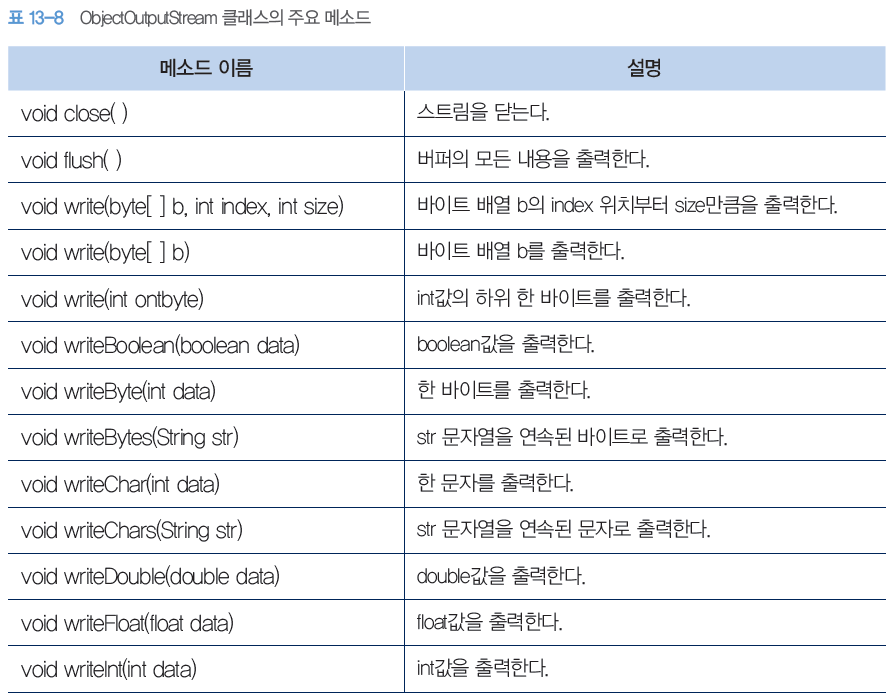 표 13-8 ObjectOutputStream 클래스의 주요 메소드
메소드 이름 설명
void close( ) 스트림을 닫는다.
void flush( ) 버퍼의 모든 내용을 출력한다.
void write(byte[ ] b, int index, int size) 바이트 배열 b의 index 위치부터 size만큼을 출력한다.
void write(byte[ ] b) 바이트 배열 b를 출력한다.
void write(int ontbyte) int값의 하위 한 바이트를 출력한다.
void writeBoolean(boolean data) boolean값을 출력한다.
void writeByte(int data) 한 바이트를 출력한다.
void writeBytes(String str) str 문자열을 연속된 바이트로 출력한다.
void writeChar(int data) 한 문자를 출력한다.
void writeChars(String str) str 문자열을 연속된 문자로 출력한다.
void writeDouble(double data) double값을 출력한다.
void writeFloat(float data) float값을 출력한다.
void writeInt(int data) int값을 출력한다.